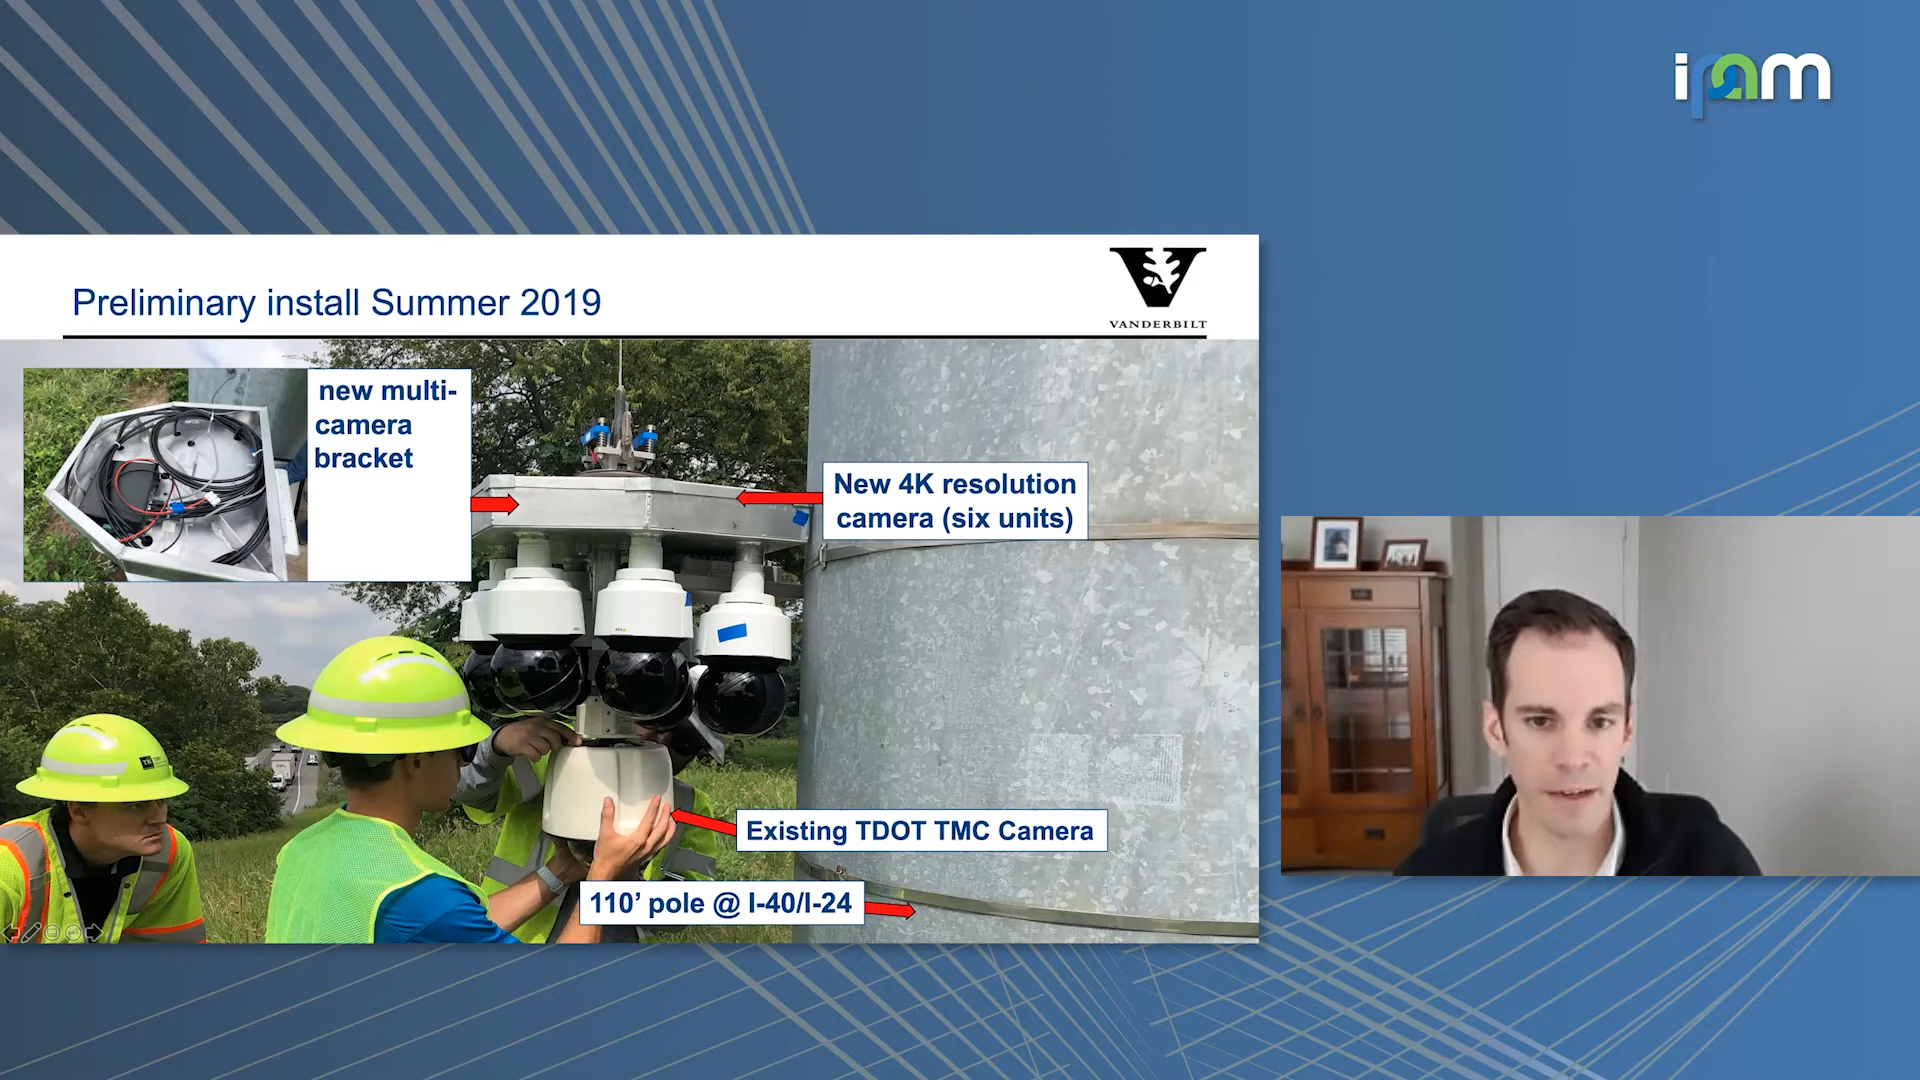 ipam
Preliminary install Summer 2019
VANDERBILT
new multi-
camera
bracket
New 4K resolution
camera (six units)
Existing TDOT TMC Camera
110' pole @ I-40/I-24
TN